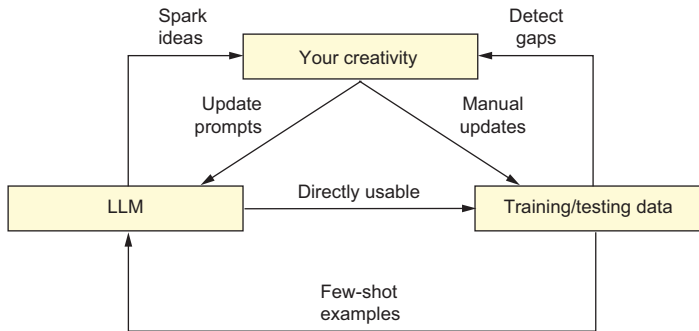 Spark
ideas
Detect
gaps
Your creativity
Update
prompts
Manual
updates
LLM
Directly usable
Training/testing data
Few-shot
examples